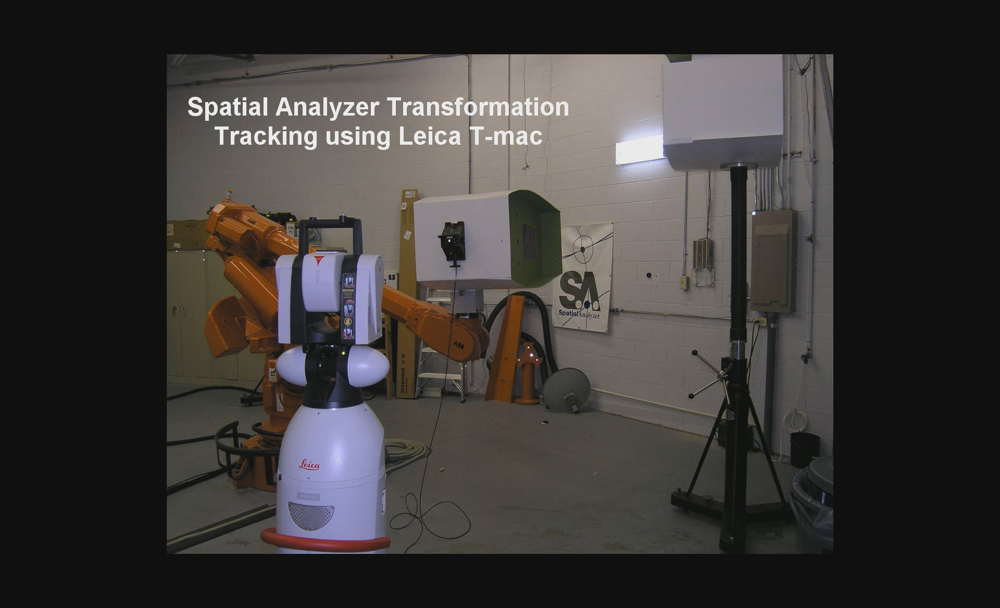 Spatial Analyzer Transformation
Tracking using Leica T-mac
ABB
ABB
SA
SpatialAnalyzer
SYLVANIA
Leica